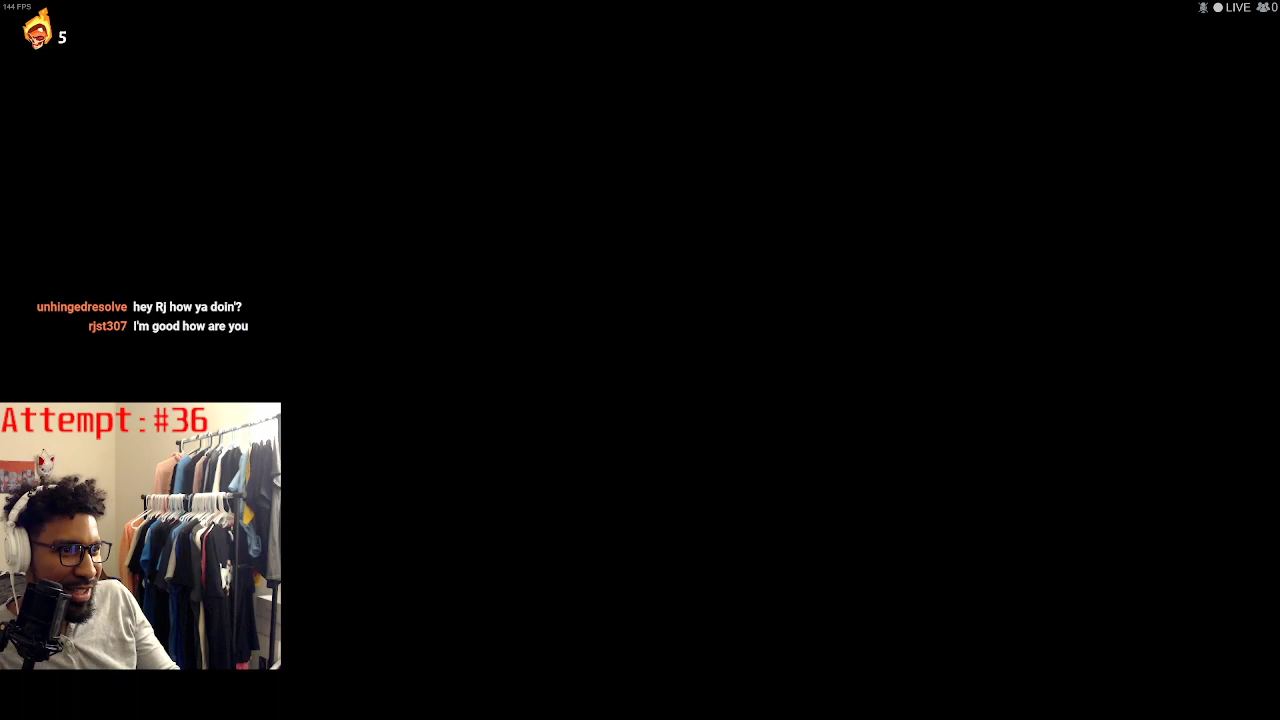 144 FPS
LIVE 0
5
unhingedresolve hey Rj how ya doin'?
rjst307 I'm good how are you
Attempt:#36